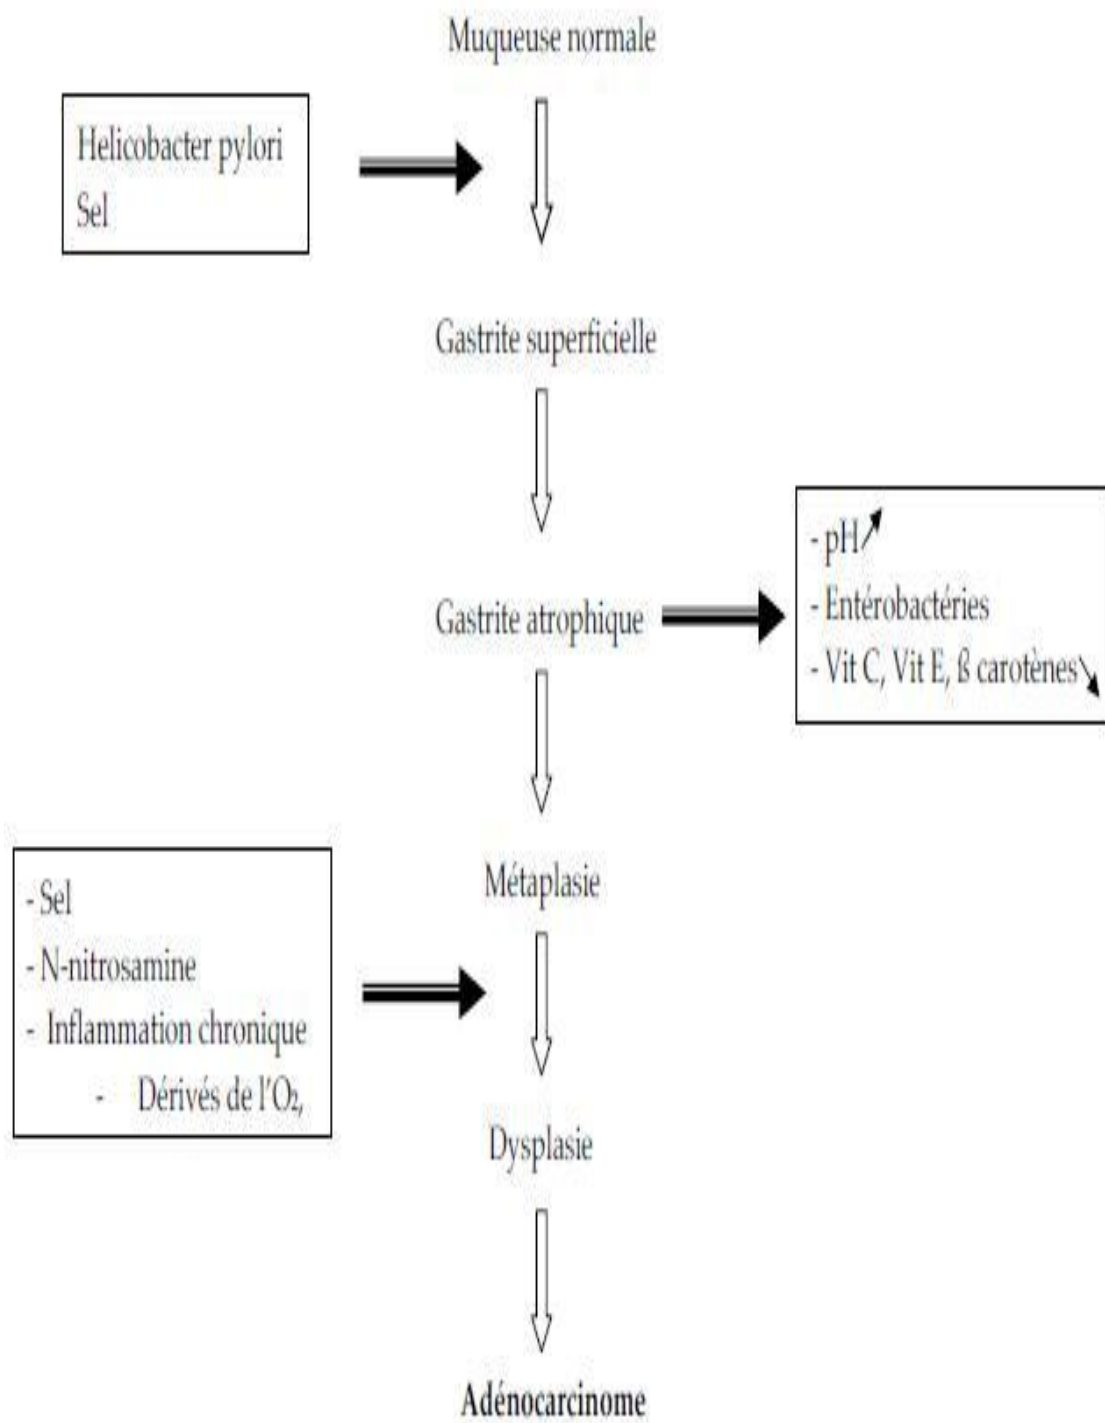 Muqueuse normale
Helicobacter pylori
Sel
Gastrite superficielle
- pH
- Entérobactéries
- Vit C, Vit E, ß carotènes
Gastrite atrophique
Métaplasie
- Sel
- N-nitrosamine
- Inflammation chronique
- Dérivés de l'O₂,
Dysplasie
Adénocarcinome